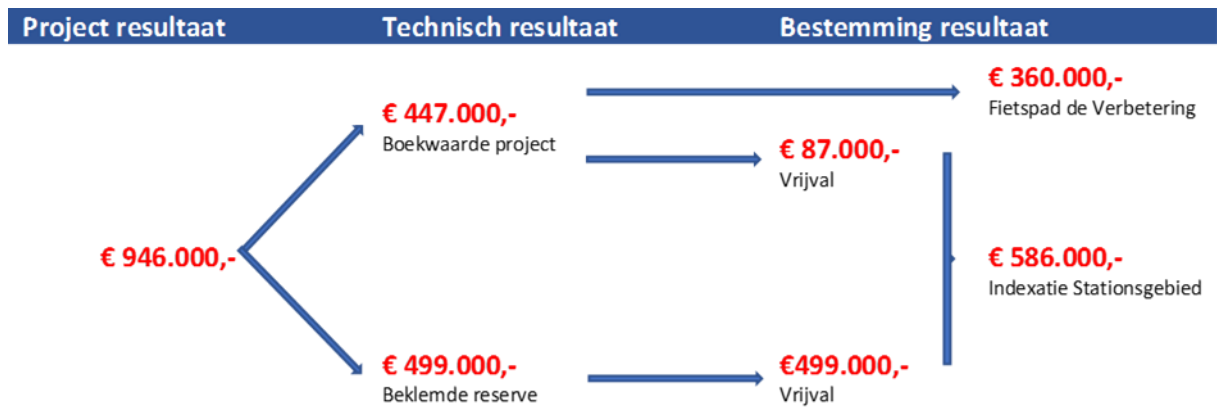 Project resultaat
Technisch resultaat
Bestemming resultaat
€ 360.000,-
Fietspad de Verbetering
€ 447.000,-
Boekwaarde project
€ 87.000,-
Vrijval
€ 946.000,-
€ 586.000,-
Indexatie Stationsgebied
€ 499.000,-
Beklemde reserve
€499.000,-
Vrijval